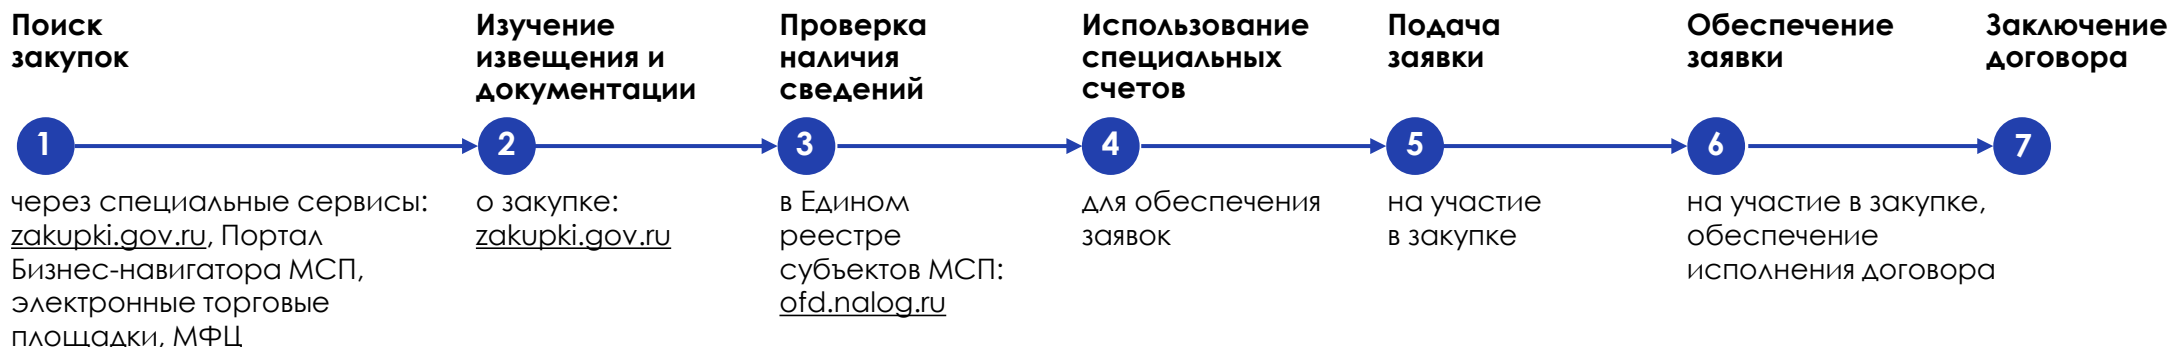 Поиск
закупок
Изучение
извещения и
документации
Проверка
наличия
сведений
Использование
специальных
счетов
Подача
заявки
Обеспечение
заявки
Заключение
договора
1
2
3
4
5
6
7
через специальные сервисы:
zakupki.gov.ru, Портал
Бизнес-навигатора МСП,
электронные торговые
площадки, МФЦ
о закупке:
zakupki.gov.ru
в Едином
реестре
субъектов МСП:
ofd.nalog.ru
для обеспечения
заявок
на участие
в закупке
на участие в закупке,
обеспечение
исполнения договора